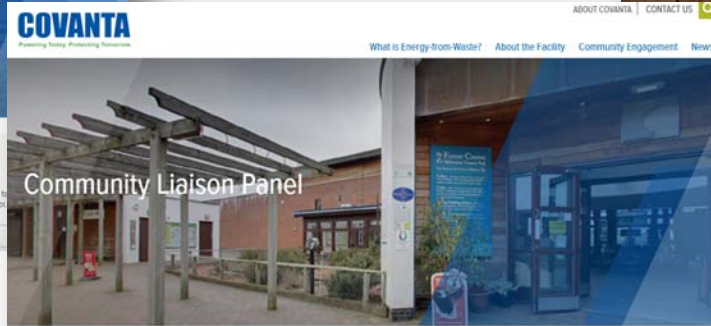 ABOUT COVANTA | CONTACT US
COVANTA
Powering Today. Protecting Tomorrow.
What is Energy-from-Waste? About the Facility Community Engagement News
Community Liaison Panel
Forest Centre